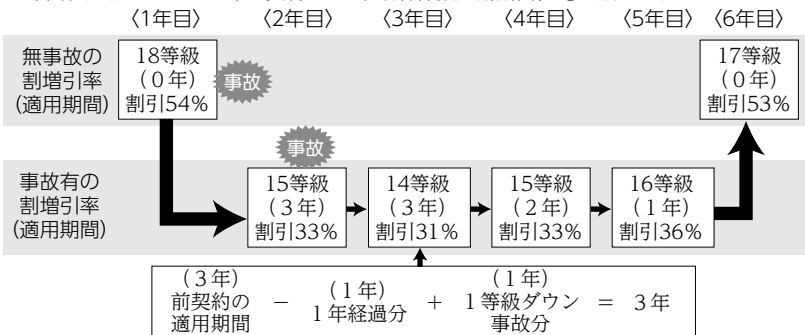 〈1年目〉 〈2年目〉 〈3年目〉 〈4年目〉 〈5年目〉 〈6年目〉
無事故の
割増引率
(適用期間)
18等級
(0年)
割引54%
事故
17等級
(0年)
割引53%
事故
事故有の
割増引率
(適用期間)
15等級
(3年)
割引33%
14等級
(3年)
割引31%
15等級
(2年)
割引33%
16等級
(1年)
割引36%
(3年)
前契約の
適用期間
−
(1年)
1年経過分
+
(1年)
1等級ダウン
事故分
= 3年